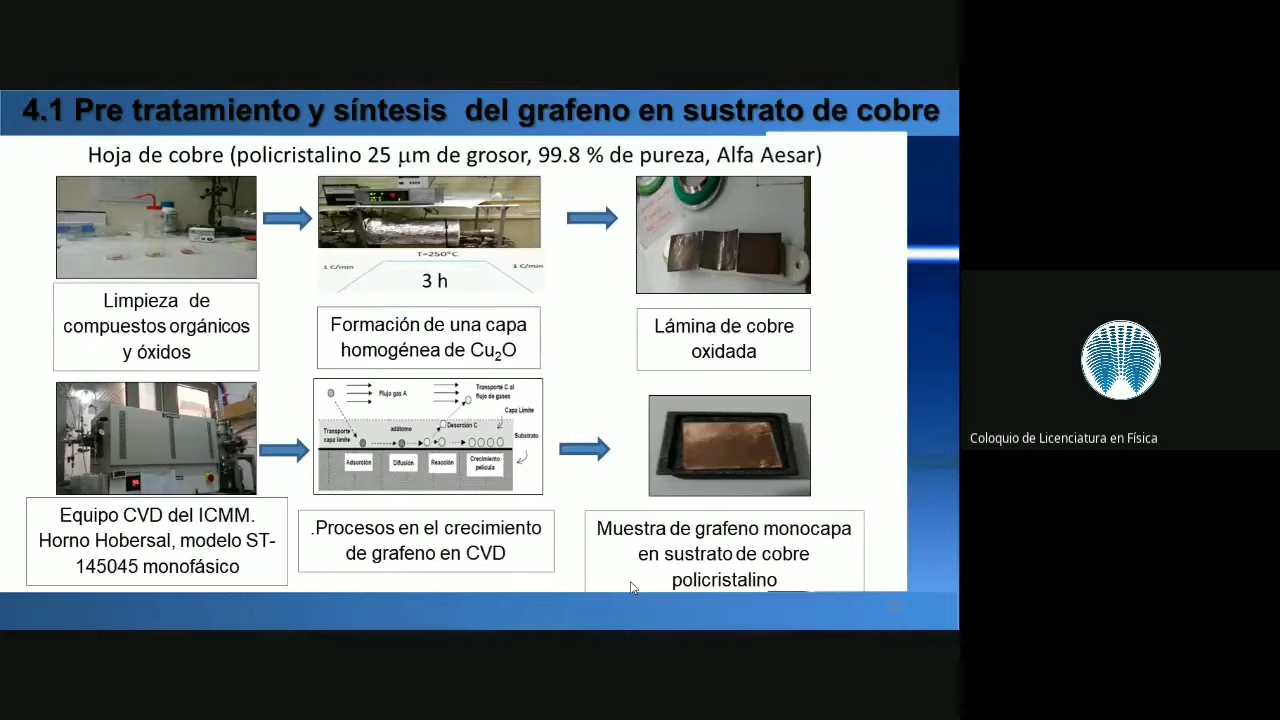 4.1 Pre tratamiento y síntesis del grafeno en sustrato de cobre
Hoja de cobre (policristalino 25 μm de grosor, 99.8 % de pureza, Alfa Aesar)
T=250°C
1 C/min
1 C/min
3 h
Limpieza de
compuestos orgánicos
y óxidos
Formación de una capa
homogénea de Cu₂O
Lámina de cobre
oxidada
Flujo gas A
Transporte C al
flujo de gases
Capa Límite
Transporte
capa límite
adátomo
Desorción C
Substrato
Adsorción
Difusión
Reacción
Crecimiento
película
Equipo CVD del ICMM.
Horno Hobersal, modelo ST-
145045 monofásico
.Procesos en el crecimiento
de grafeno en CVD
Muestra de grafeno monocapa
en sustrato de cobre
policristalino
Coloquio de Licenciatura en Física